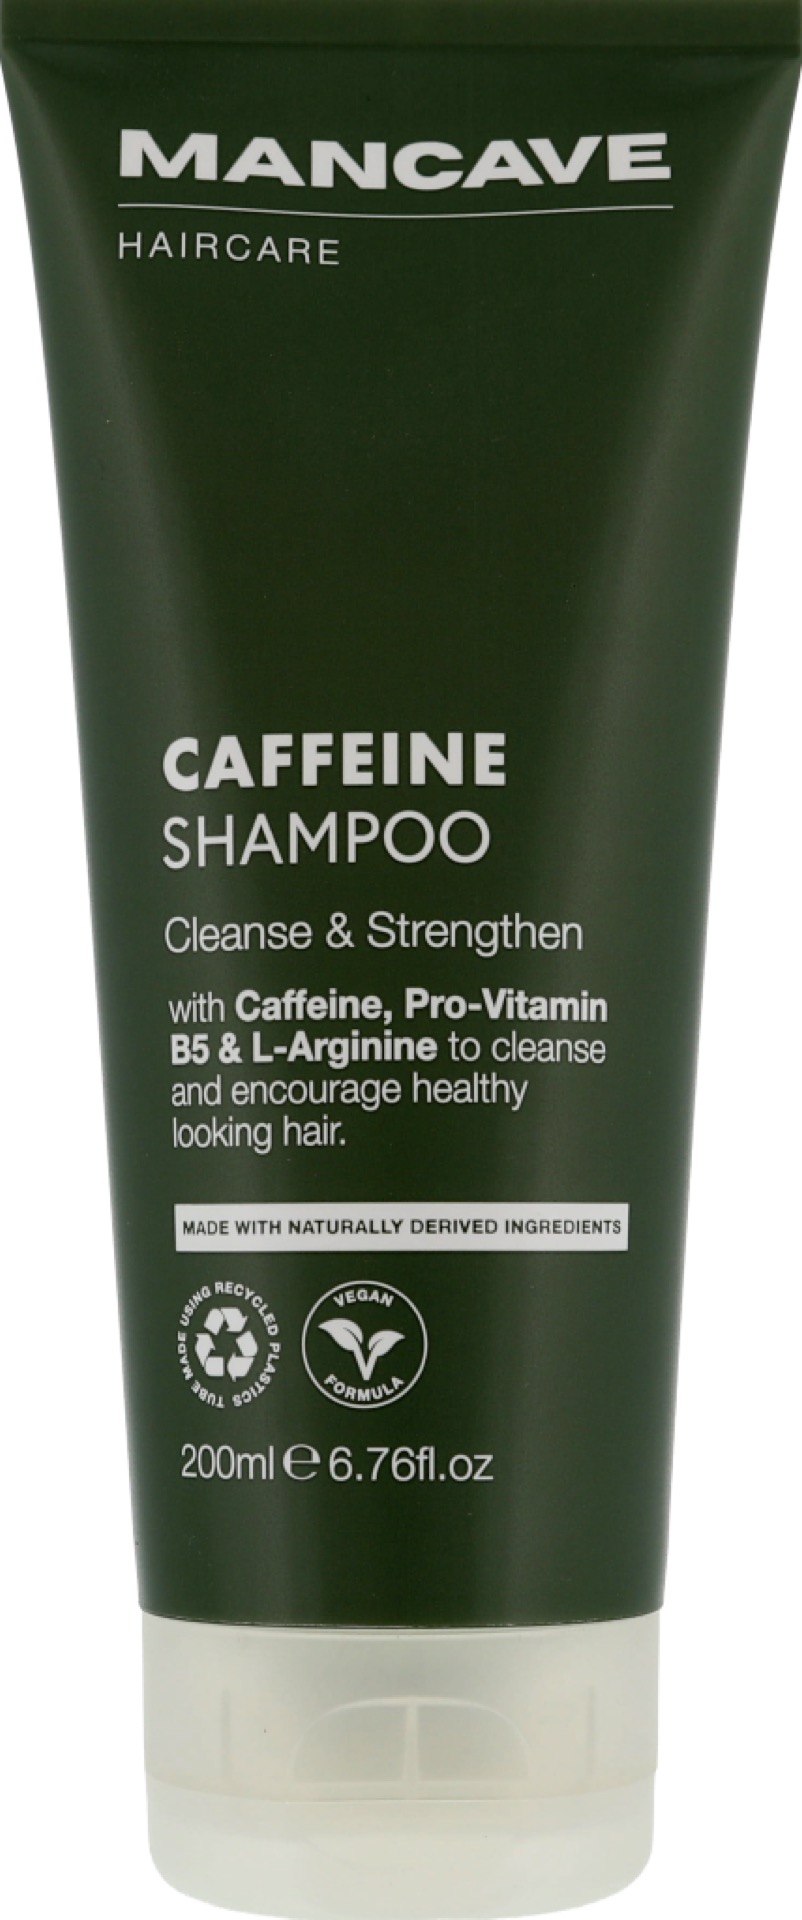 MANCAVE
HAIRCARE
CAFFEINE
SHAMPOO
Cleanse & Strengthen
with Caffeine, Pro-Vitamin
B5 & L-Arginine to cleanse
and encourage healthy
looking hair.
MADE WITH NATURALLY DERIVED INGREDIENTS
TUBE MADE USING RECYCLED PLASTICS
VEGAN
FORMULA
200ml e 6.76fl.oz